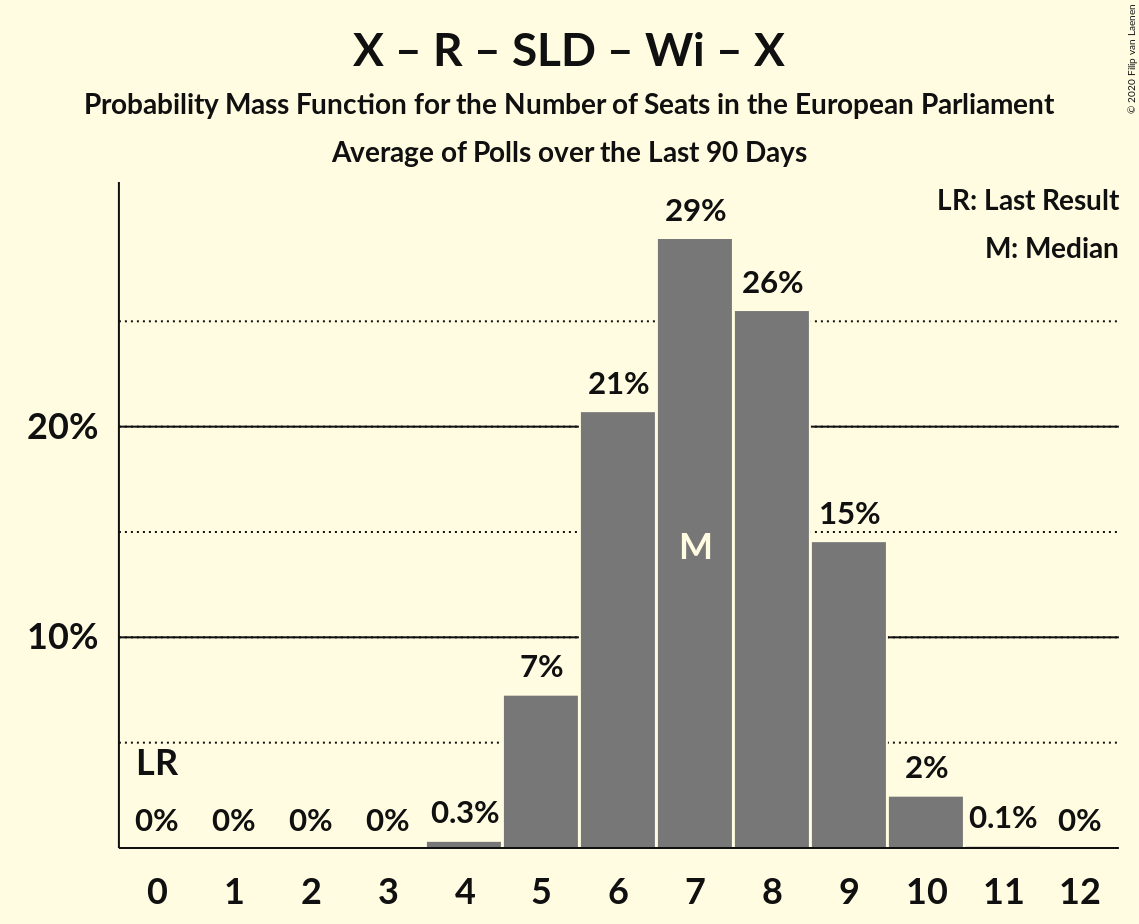 X – R – SLD – Wi – X
Probability Mass Function for the Number of Seats in the European Parliament
Average of Polls over the Last 90 Days
© 2020 Filip van Laenen
LR: Last Result
M: Median
29%
26%
21%
20%
15%
M
10%
7%
LR
2%
0% 0% 0% 0% 0.3% 0.1% 0%
0 1 2 3 4 5 6 7 8 9 10 11 12